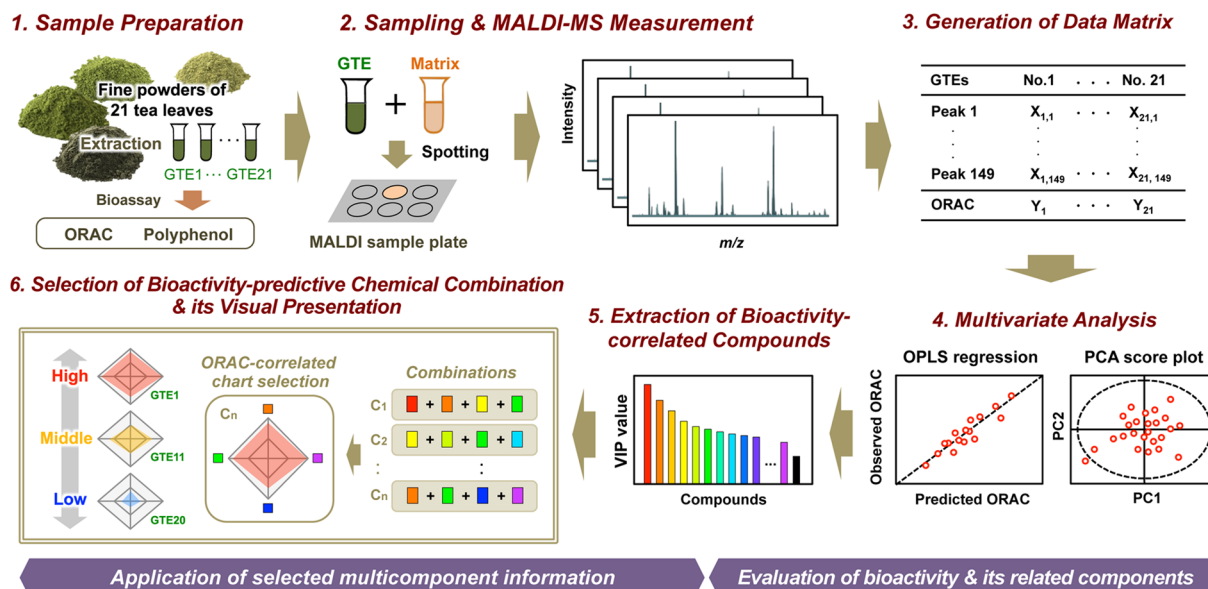 1. Sample Preparation
Fine powders of
21 tea leaves
Extraction
GTE1 ··· GTE21
Bioassay
ORAC Polyphenol
2. Sampling & MALDI-MS Measurement
GTE Matrix
+
Spotting
MALDI sample plate
Intensity
m/z
3. Generation of Data Matrix
GTEs No.1 · · · No. 21
Peak 1 X1,1 · · · X21,1
Peak 149 X1,149 · · · X21, 149
ORAC Y1 · · · Y21
4. Multivariate Analysis
OPLS regression
Observed ORAC
Predicted ORAC
PCA score plot
PC2
PC1
5. Extraction of Bioactivity-
correlated Compounds
VIP value
...
Compounds
6. Selection of Bioactivity-predictive Chemical Combination
& its Visual Presentation
High
GTE1
Middle
GTE11
Low
GTE20
ORAC-correlated
chart selection
Cn
Combinations
C1 + + +
C2 + + +
Cn + + +
Application of selected multicomponent information
Evaluation of bioactivity & its related components